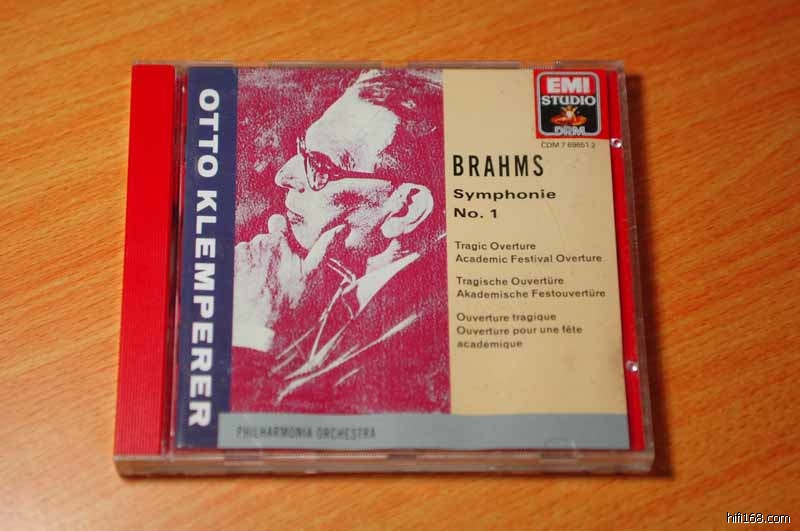 OTTO KLEMPERER
EMI
STUDIO
DRM
CDM 7 69651 2
BRAHMS
Symphonie
No. 1
Tragic Overture
Academic Festival Overture
Tragische Ouvertüre
Akademische Festouvertüre
Ouverture tragique
Ouverture pour une fête
académique
PHILHARMONIA ORCHESTRA
hifi168.com